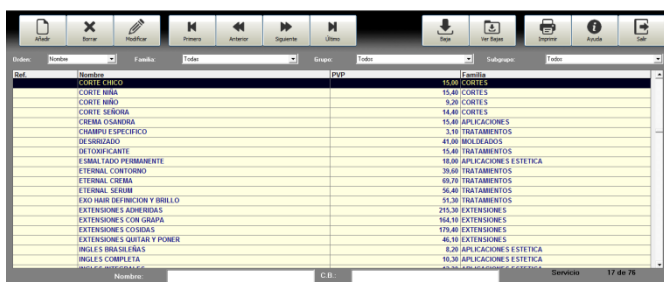 Añadir Borrar Modificar Primero Anterior Siguiente Último Baja Ver Bajas Imprimir Ayuda Salir
Orden: Nombre Familia: Todas Grupo: Todos Subgrupo: Todos
Ref. Nombre PVP Familia
CORTE CHICO 15,00 CORTES
CORTE NIÑA 15,40 CORTES
CORTE NIÑO 9,20 CORTES
CORTE SEÑORA 14,40 CORTES
CREMA OSANDRA 15,40 APLICACIONES
CHAMPU ESPECIFICO 3,10 TRATAMIENTOS
DESRRIZADO 41,00 MOLDEADOS
DETOXIFICANTE 15,40 TRATAMIENTOS
ESMALTADO PERMANENTE 18,00 APLICACIONES ESTETICA
ETERNAL CONTORNO 39,60 TRATAMIENTOS
ETERNAL CREMA 69,70 TRATAMIENTOS
ETERNAL SERUM 56,40 TRATAMIENTOS
EXO HAIR DEFINICION Y BRILLO 51,30 TRATAMIENTOS
EXTENSIONES ADHERIDAS 215,30 EXTENSIONES
EXTENSIONES CON GRAPA 164,10 EXTENSIONES
EXTENSIONES COSIDAS 179,40 EXTENSIONES
EXTENSIONES QUITAR Y PONER 46,10 EXTENSIONES
INGLES BRASILEÑAS 8,20 APLICACIONES ESTETICA
INGLES COMPLETA 10,30 APLICACIONES ESTETICA
INGLES INTEGRALES APLICACIONES ESTETICA
Nombre: C.B.: Servicio 17 de 76